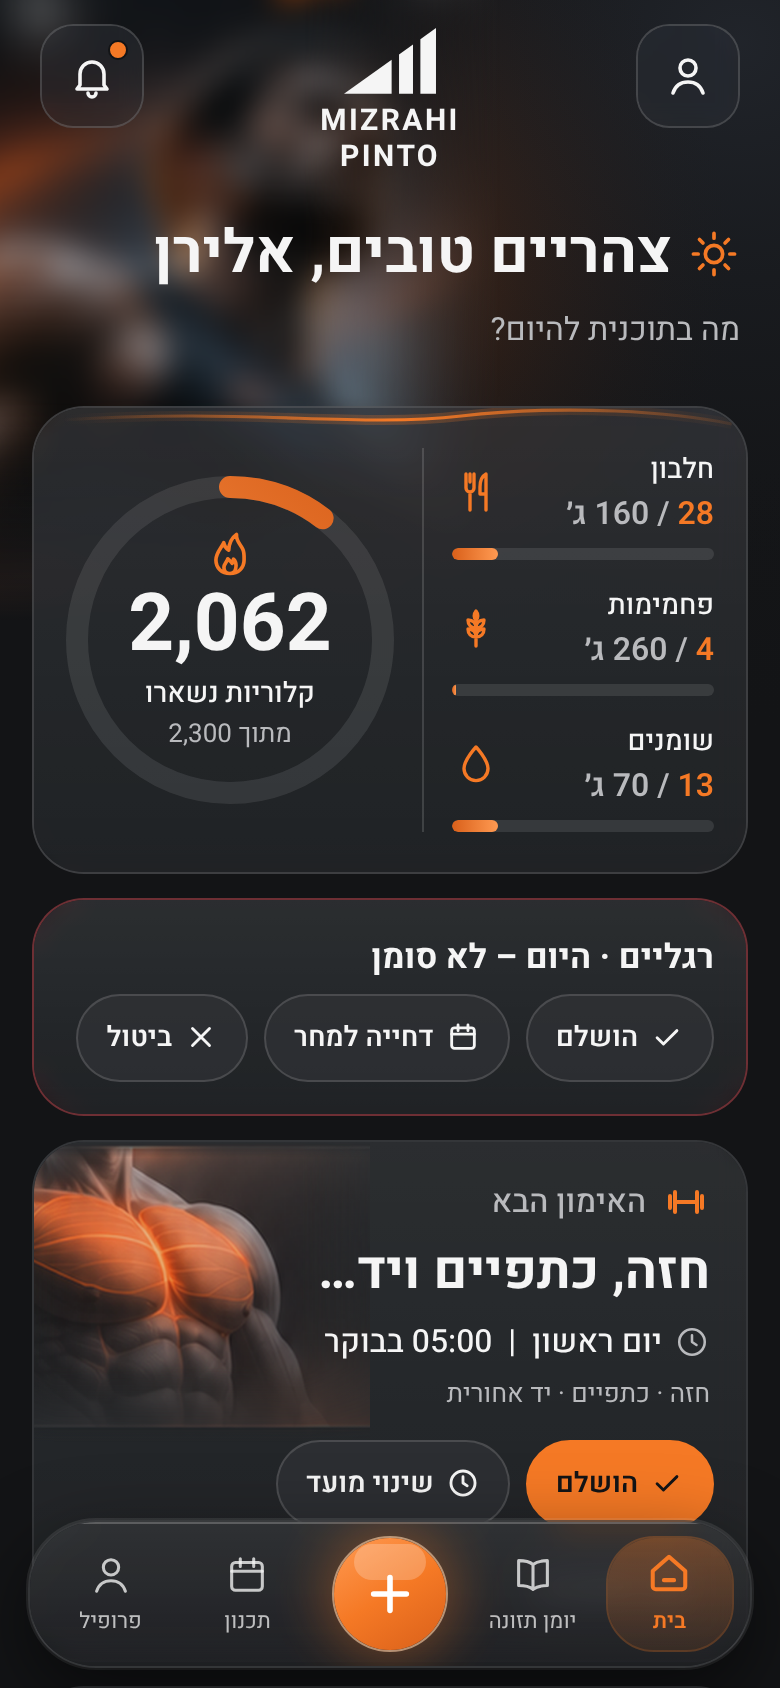 MIZRAHI
PINTO
צהריים טובים, אלירן
מה בתוכנית להיום?
חלבון
28 / 160 ג׳
פחמימות
4 / 260 ג׳
שומנים
13 / 70 ג׳
2,062
קלוריות נשארו
מתוך 2,300
רגליים · היום – לא סומן
הושלם
דחייה למחר
ביטול
האימון הבא
חזה, כתפיים ויד...
יום ראשון | 05:00 בבוקר
חזה · כתפיים · יד אחורית
הושלם
שינוי מועד
בית
יומן תזונה
תכנון
פרופיל